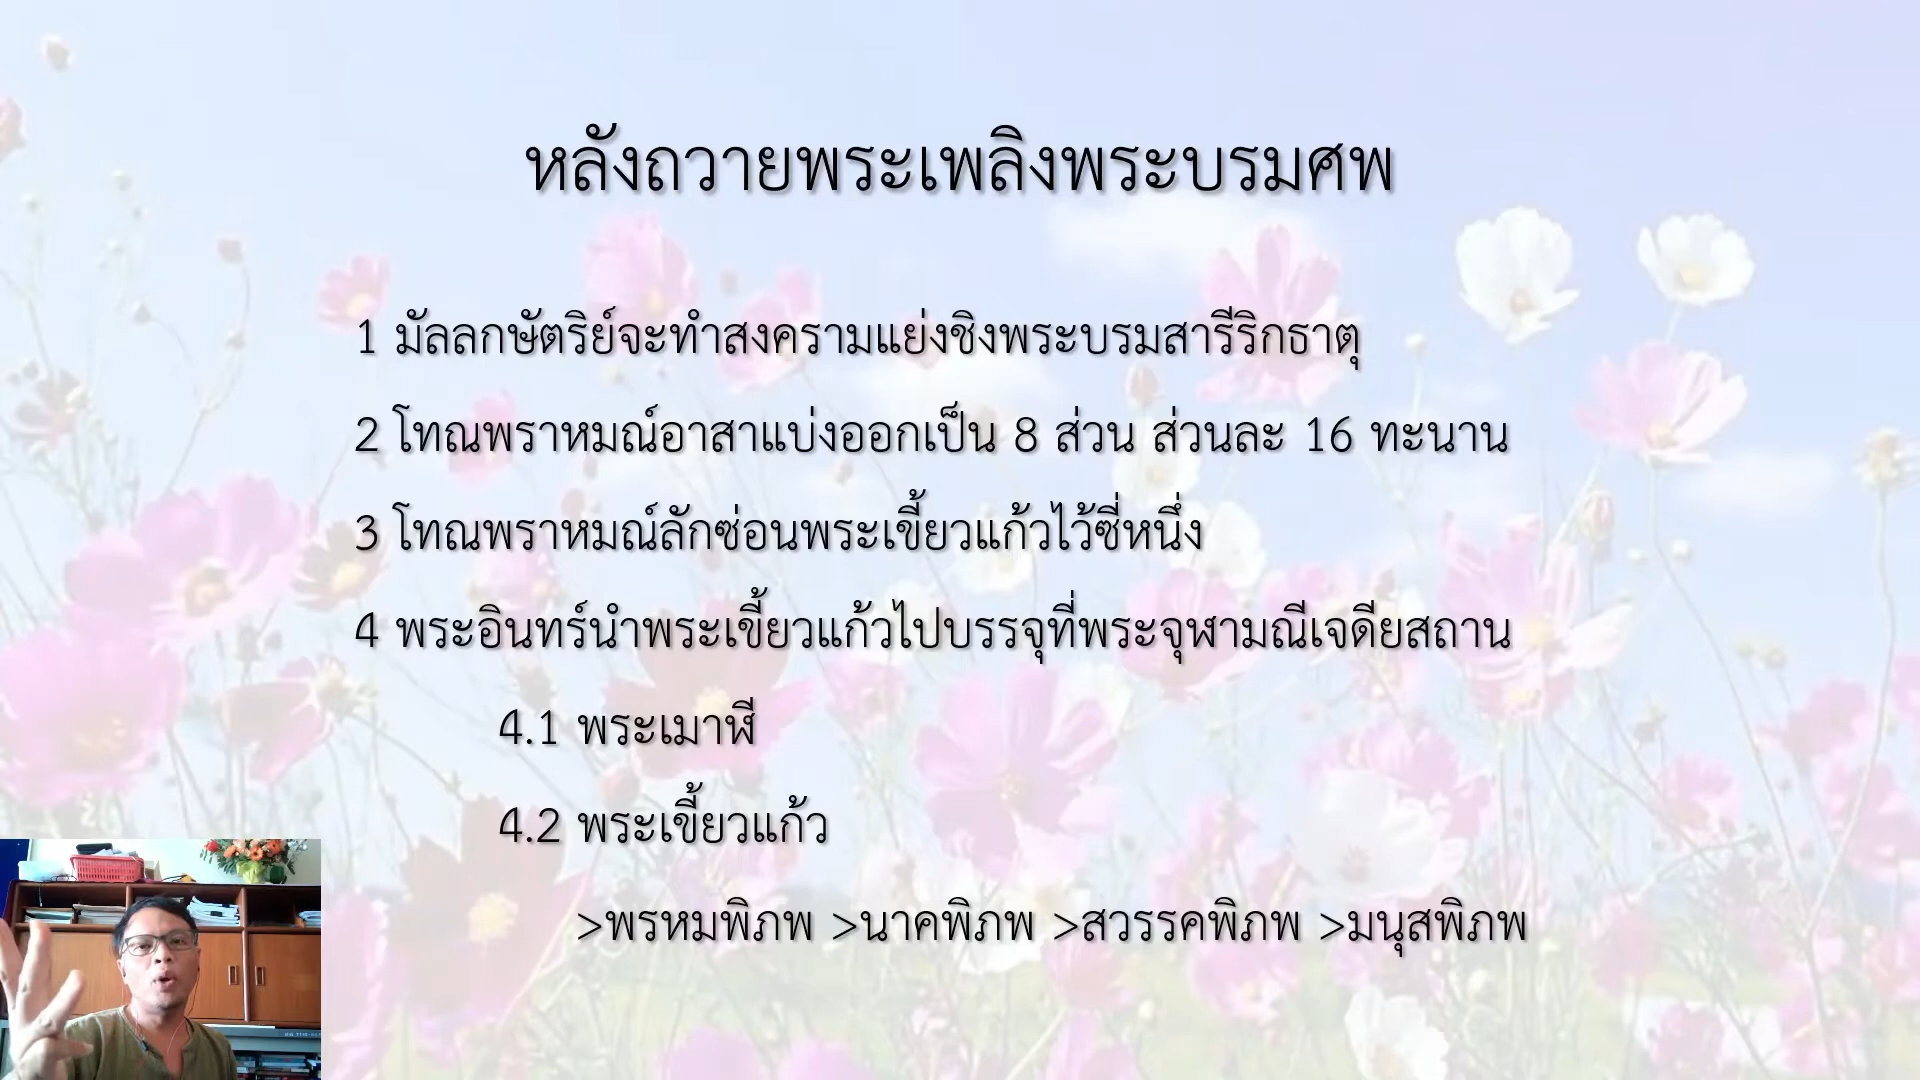 หลังถวายพระเพลิงพระบรมศพ
1 มัลลกษัตริย์จะทำสงครามแย่งชิงพระบรมสารีริกธาตุ
2 โทณพราหมณ์อาสาแบ่งออกเป็น 8 ส่วน ส่วนละ 16 ทะนาน
3 โทณพราหมณ์ลักซ่อนพระเขี้ยวแก้วไว้ซี่หนึ่ง
4 พระอินทร์นำพระเขี้ยวแก้วไปบรรจุที่พระจุฬามณีเจดียสถาน
4.1 พระเมาฬี
4.2 พระเขี้ยวแก้ว
>พรหมพิภพ >นาคพิภพ >สวรรคพิภพ >มนุสพิภพ